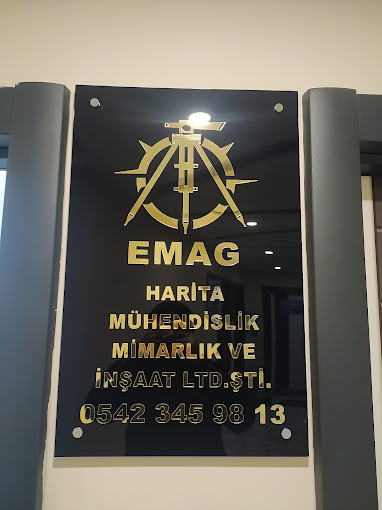 EMAG
HARİTA
MÜHENDİSLİK
MİMARLIK VE
İNŞAAT LTD.ŞTİ.
0542 345 98 13